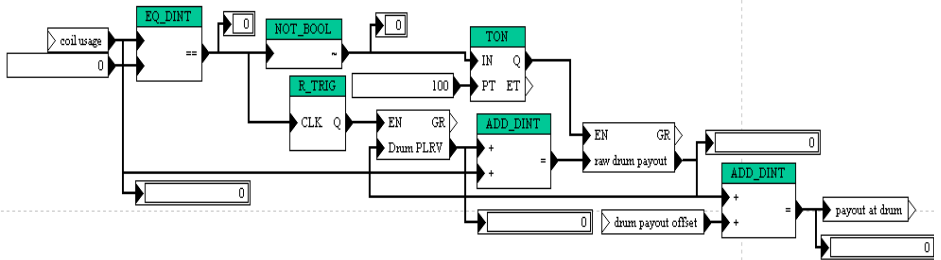 EQ_DINT
0
NOT_BOOL
0
coil usage
==
~
TON
0
IN Q
R_TRIG
100
PT ET
CLK Q
EN GR
ADD_DINT
Drum PLRV
+
=
+
EN GR
raw drum payout
0
ADD_DINT
0
+
=
payout at drum
0
drum payout offset
+
0